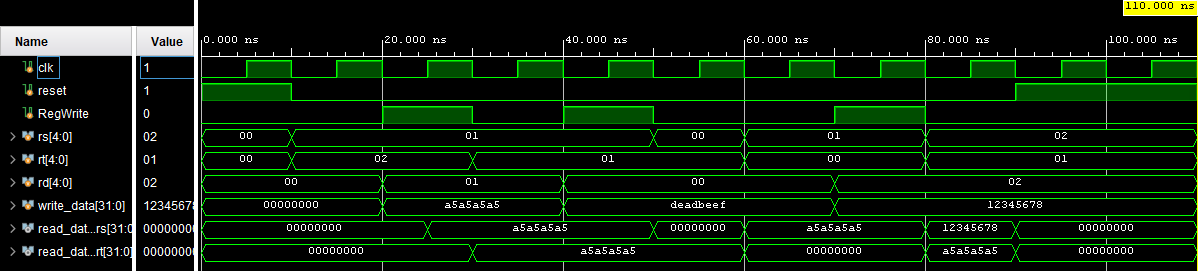 110.000 ns
Name Value 0.000 ns 20.000 ns 40.000 ns 60.000 ns 80.000 ns 100.000 ns
clk 1
reset 1
RegWrite 0
rs[4:0] 02 00 01 00 01 02
rt[4:0] 01 00 02 01 00 01
rd[4:0] 02 00 01 00 02
write_data[31:0] 12345678 00000000 a5a5a5a5 deadbeef 12345678
read_dat...rs[31:0] 00000000 00000000 a5a5a5a5 00000000 a5a5a5a5 12345678 00000000
read_dat...rt[31:0] 00000000 00000000 a5a5a5a5 00000000 a5a5a5a5 00000000